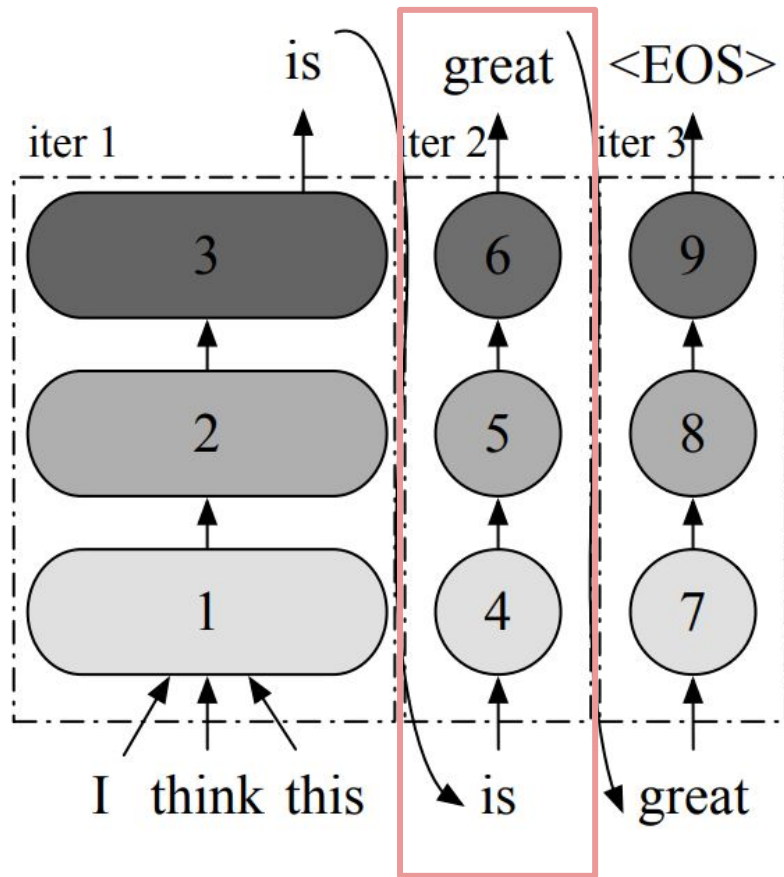 is great <EOS>
iter 1 iter 2 iter 3
3 6 9
2 5 8
1 4 7
I think this is great